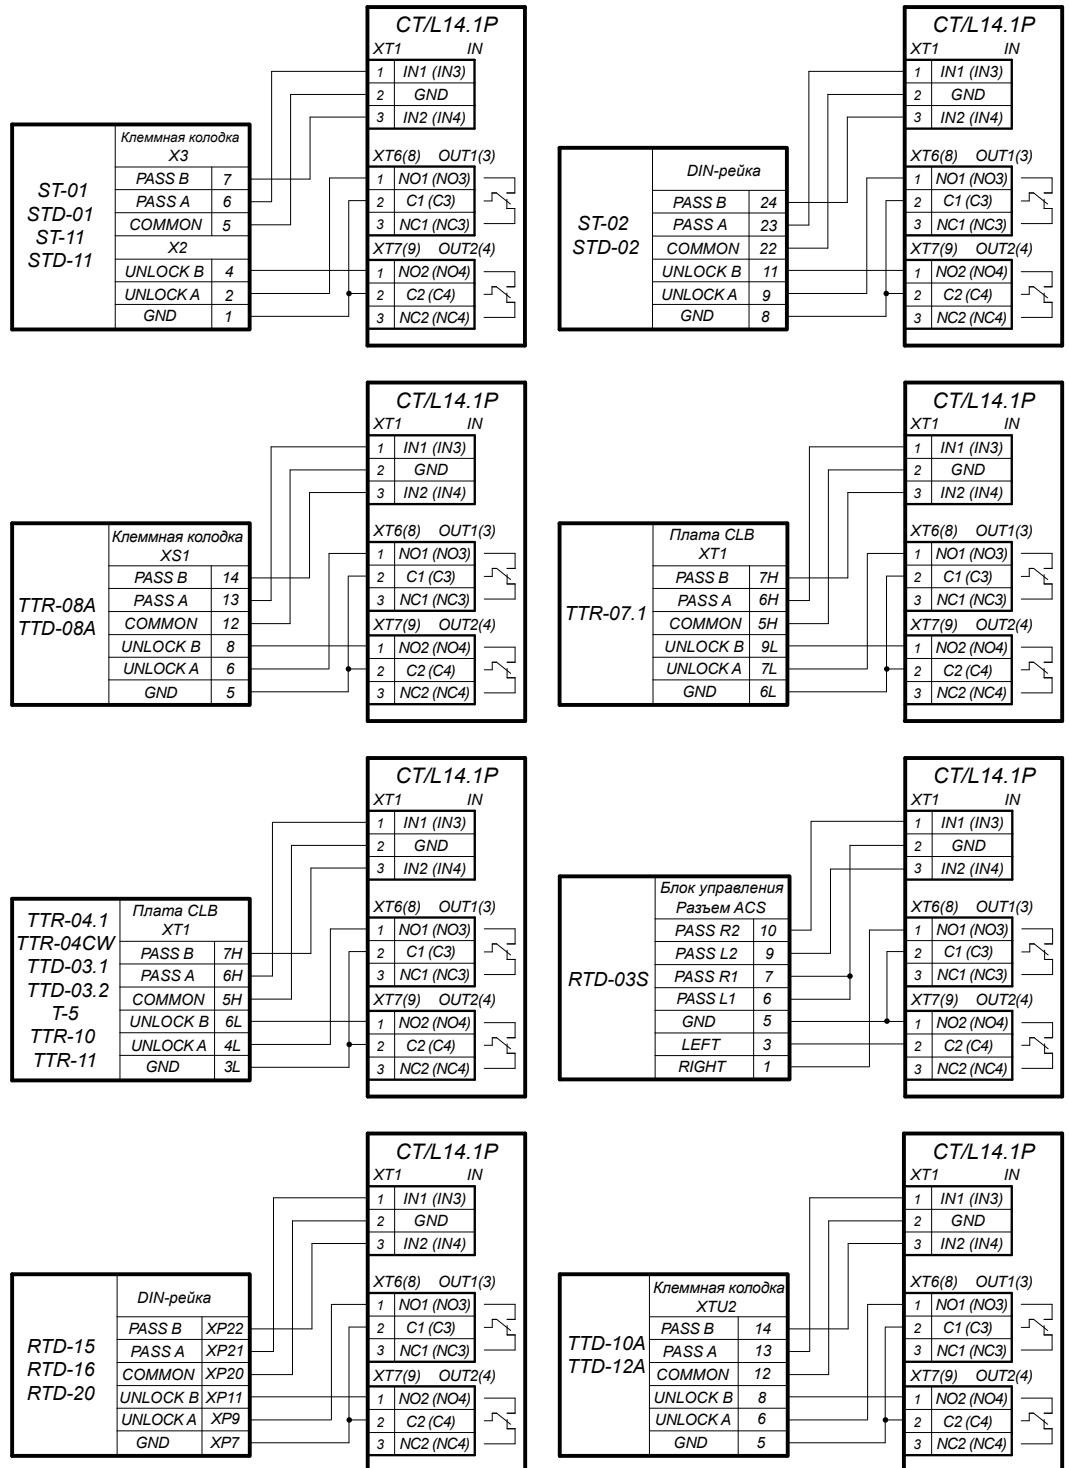 CT/L14.1P
XT1 IN
1 IN1 (IN3)
2 GND
3 IN2 (IN4)
XT6(8) OUT1(3)
1 NO1 (NO3)
2 C1 (C3)
3 NC1 (NC3)
XT7(9) OUT2(4)
1 NO2 (NO4)
2 C2 (C4)
3 NC2 (NC4)
ST-01
STD-01
ST-11
STD-11
Клеммная колодка
X3
PASS B 7
PASS A 6
COMMON 5
X2
UNLOCK B 4
UNLOCK A 2
GND 1
CT/L14.1P
XT1 IN
1 IN1 (IN3)
2 GND
3 IN2 (IN4)
XT6(8) OUT1(3)
1 NO1 (NO3)
2 C1 (C3)
3 NC1 (NC3)
XT7(9) OUT2(4)
1 NO2 (NO4)
2 C2 (C4)
3 NC2 (NC4)
ST-02
STD-02
DIN-рейка
PASS B 24
PASS A 23
COMMON 22
UNLOCK B 11
UNLOCK A 9
GND 8
CT/L14.1P
XT1 IN
1 IN1 (IN3)
2 GND
3 IN2 (IN4)
XT6(8) OUT1(3)
1 NO1 (NO3)
2 C1 (C3)
3 NC1 (NC3)
XT7(9) OUT2(4)
1 NO2 (NO4)
2 C2 (C4)
3 NC2 (NC4)
TTR-08A
TTD-08A
Клеммная колодка
XS1
PASS B 14
PASS A 13
COMMON 12
UNLOCK B 8
UNLOCK A 6
GND 5
CT/L14.1P
XT1 IN
1 IN1 (IN3)
2 GND
3 IN2 (IN4)
XT6(8) OUT1(3)
1 NO1 (NO3)
2 C1 (C3)
3 NC1 (NC3)
XT7(9) OUT2(4)
1 NO2 (NO4)
2 C2 (C4)
3 NC2 (NC4)
TTR-07.1
Плата CLB
XT1
PASS B 7H
PASS A 6H
COMMON 5H
UNLOCK B 9L
UNLOCK A 7L
GND 6L
CT/L14.1P
XT1 IN
1 IN1 (IN3)
2 GND
3 IN2 (IN4)
XT6(8) OUT1(3)
1 NO1 (NO3)
2 C1 (C3)
3 NC1 (NC3)
XT7(9) OUT2(4)
1 NO2 (NO4)
2 C2 (C4)
3 NC2 (NC4)
TTR-04.1
TTR-04CW
TTD-03.1
TTD-03.2
T-5
TTR-10
TTR-11
Плата CLB
XT1
PASS B 7H
PASS A 6H
COMMON 5H
UNLOCK B 6L
UNLOCK A 4L
GND 3L
CT/L14.1P
XT1 IN
1 IN1 (IN3)
2 GND
3 IN2 (IN4)
XT6(8) OUT1(3)
1 NO1 (NO3)
2 C1 (C3)
3 NC1 (NC3)
XT7(9) OUT2(4)
1 NO2 (NO4)
2 C2 (C4)
3 NC2 (NC4)
RTD-03S
Блок управления
Разъем ACS
PASS R2 10
PASS L2 9
PASS R1 7
PASS L1 6
GND 5
LEFT 3
RIGHT 1
CT/L14.1P
XT1 IN
1 IN1 (IN3)
2 GND
3 IN2 (IN4)
XT6(8) OUT1(3)
1 NO1 (NO3)
2 C1 (C3)
3 NC1 (NC3)
XT7(9) OUT2(4)
1 NO2 (NO4)
2 C2 (C4)
3 NC2 (NC4)
RTD-15
RTD-16
RTD-20
DIN-рейка
PASS B XP22
PASS A XP21
COMMON XP20
UNLOCK B XP11
UNLOCK A XP9
GND XP7
CT/L14.1P
XT1 IN
1 IN1 (IN3)
2 GND
3 IN2 (IN4)
XT6(8) OUT1(3)
1 NO1 (NO3)
2 C1 (C3)
3 NC1 (NC3)
XT7(9) OUT2(4)
1 NO2 (NO4)
2 C2 (C4)
3 NC2 (NC4)
TTD-10A
TTD-12A
Клеммная колодка
XTU2
PASS B 14
PASS A 13
COMMON 12
UNLOCK B 8
UNLOCK A 6
GND 5